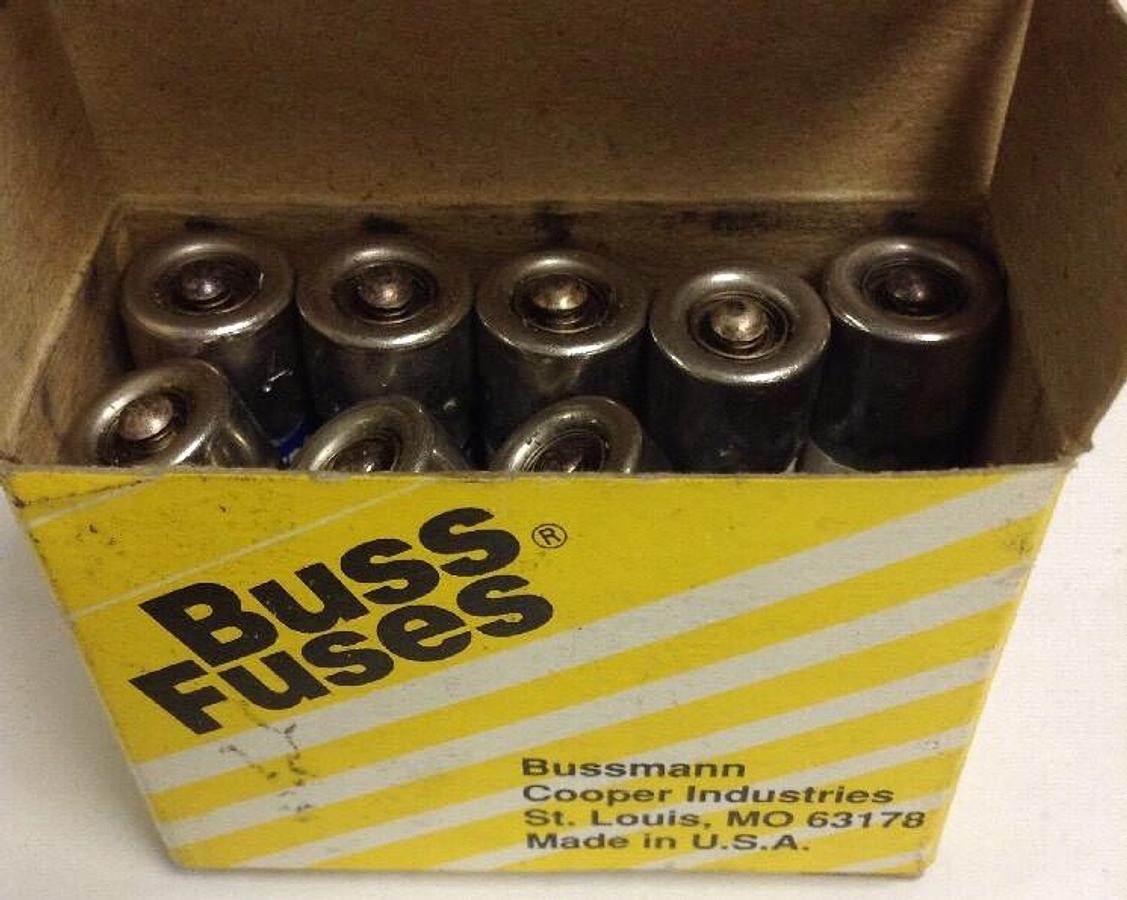 Buss®
Fuses
Bussmann
Cooper Industries
St. Louis, MO 63178
Made in U.S.A.